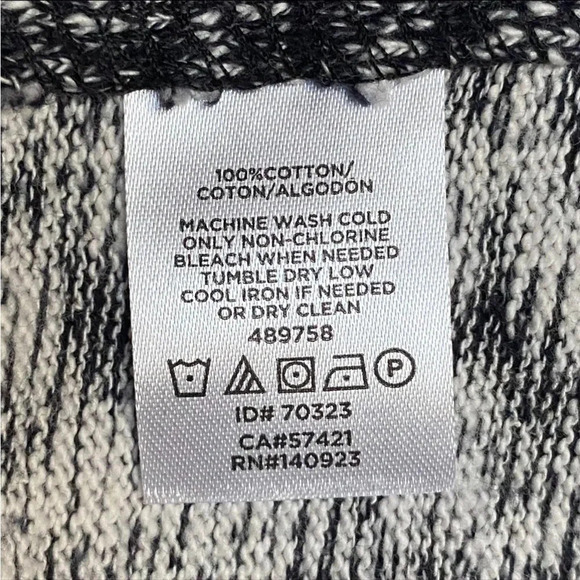 100%COTTON/
COTON/ALGODÓN
MACHINE WASH COLD
ONLY NON-CHLORINE
BLEACH WHEN NEEDED
TUMBLE DRY LOW
COOL IRON IF NEEDED
OR DRY CLEAN
489758
P
ID# 70323
CA#57421
RN#140923